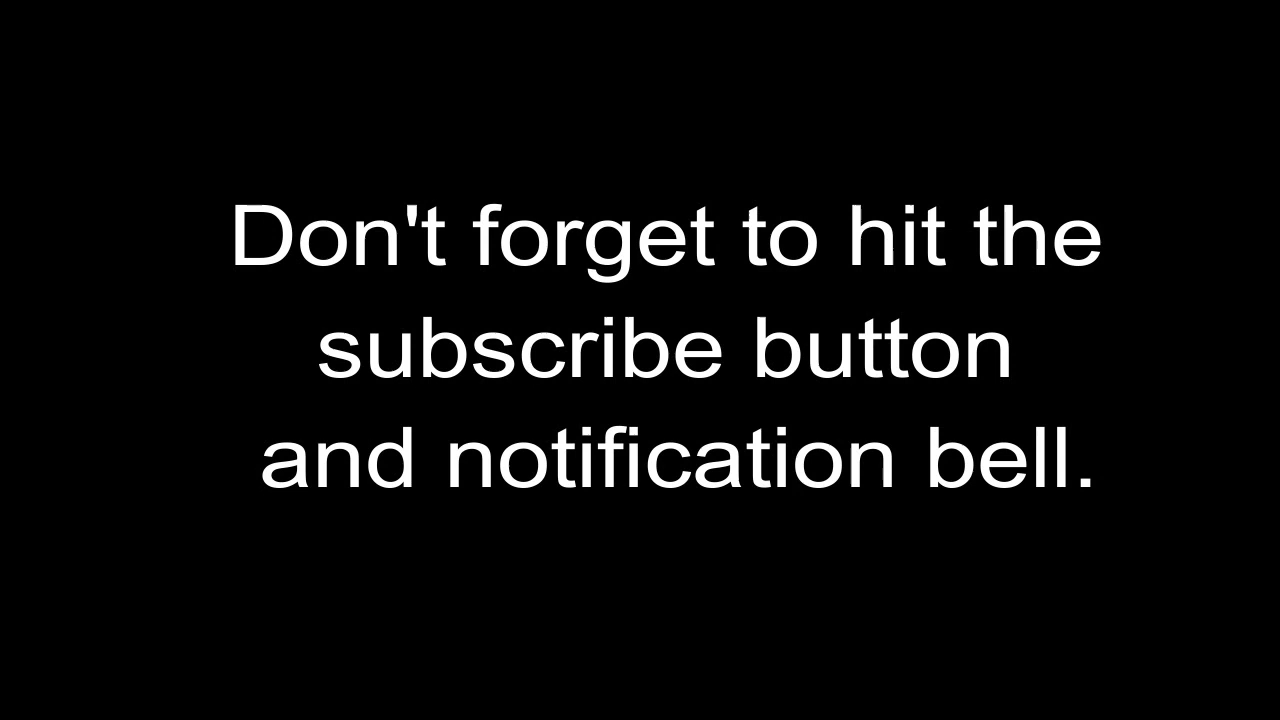 Don't forget to hit the
subscribe button
and notification bell.